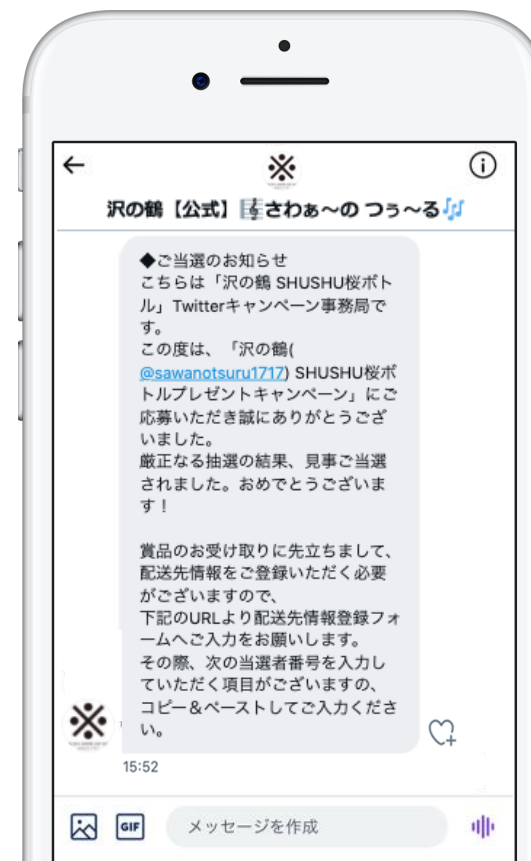 沢の鶴【公式】🎼さわぁ〜の つぅ〜る🎶
◆ご当選のお知らせ
こちらは「沢の鶴 SHUSHU桜ボト
ル」Twitterキャンペーン事務局で
す。
この度は、「沢の鶴(
@sawanotsuru1717) SHUSHU桜ボ
トルプレゼントキャンペーン」にご
応募いただき誠にありがとうござ
いました。
厳正なる抽選の結果、見事ご当選
されました。おめでとうございま
す！
賞品のお受け取りに先立ちまして、
配送先情報をご登録いただく必要
がございますので、
下記のURLより配送先情報登録フォ
ームへご入力をお願いします。
その際、次の当選者番号を入力し
ていただく項目がございますの、
コピー＆ペーストしてご入力くださ
い。
15:52
GIF
メッセージを作成